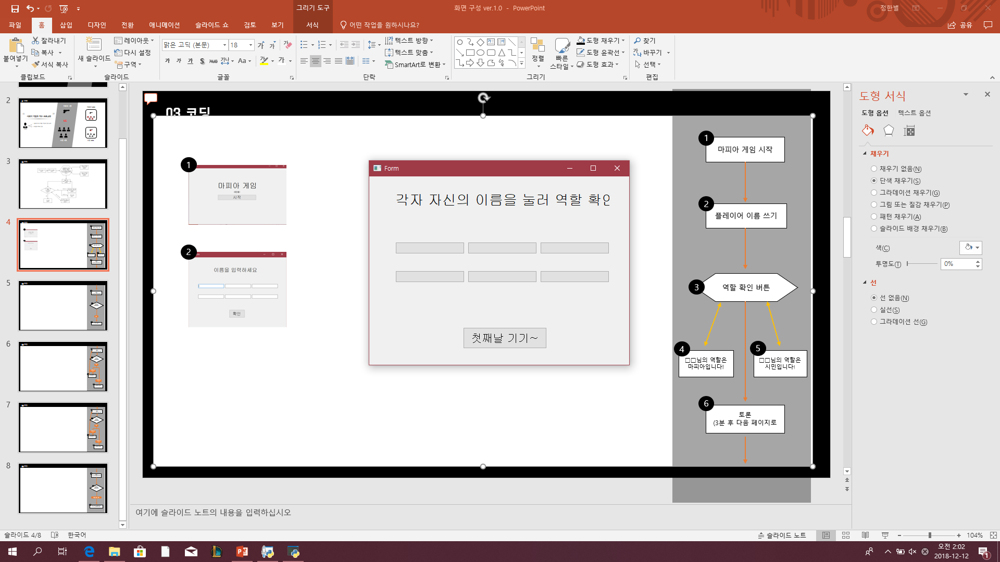 그리기 도구
화면 구성 ver.1.0 - PowerPoint
정한별
파일
홈
삽입
디자인
전환
애니메이션
슬라이드 쇼
검토
보기
서식
어떤 작업을 원하시나요?
공유
붙여넣기
잘라내기
복사
서식 복사
클립보드
새 슬라이드
레이아웃
다시 설정
구역
슬라이드
맑은 고딕 (본문)
18
글꼴
텍스트 방향
텍스트 맞춤
SmartArt로 변환
단락
정렬
빠른
스타일
도형 채우기
도형 윤곽선
도형 효과
그리기
찾기
바꾸기
선택
편집
2
3
4
5
6
7
8
03 코딩
1
마피아 게임
시작
2
이름을 입력하세요
확인
Form
각자 자신의 이름을 눌러 역할 확인
첫째날 기기~
1
마피아 게임 시작
2
플레이어 이름 쓰기
3
역할 확인 버튼
4
□□님의 역할은
마피아입니다!
5
□□님의 역할은
시민입니다!
6
토론
(3분 후 다음 페이지로
여기에 슬라이드 노트의 내용을 입력하십시오
도형 서식
도형 옵션
텍스트 옵션
채우기
채우기 없음(N)
단색 채우기(S)
그라데이션 채우기(G)
그림 또는 질감 채우기(P)
패턴 채우기(A)
슬라이드 배경 채우기(B)
색(C)
투명도(T)
0%
선
선 없음(N)
실선(S)
그라데이션 선(G)
슬라이드 4/8
한국어
슬라이드 노트
104%
오전 2:02
2018-12-12
1